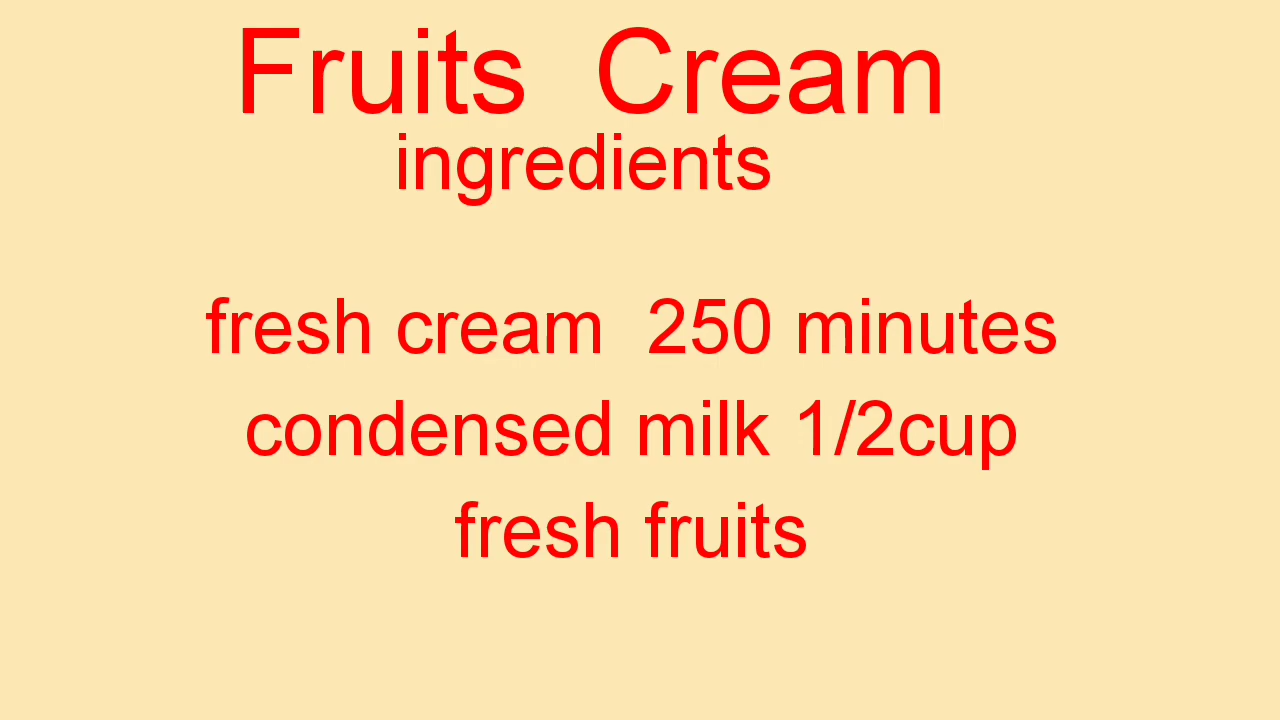 Fruits  Cream
ingredients
fresh cream  250 minutes
condensed milk 1/2cup
fresh fruits